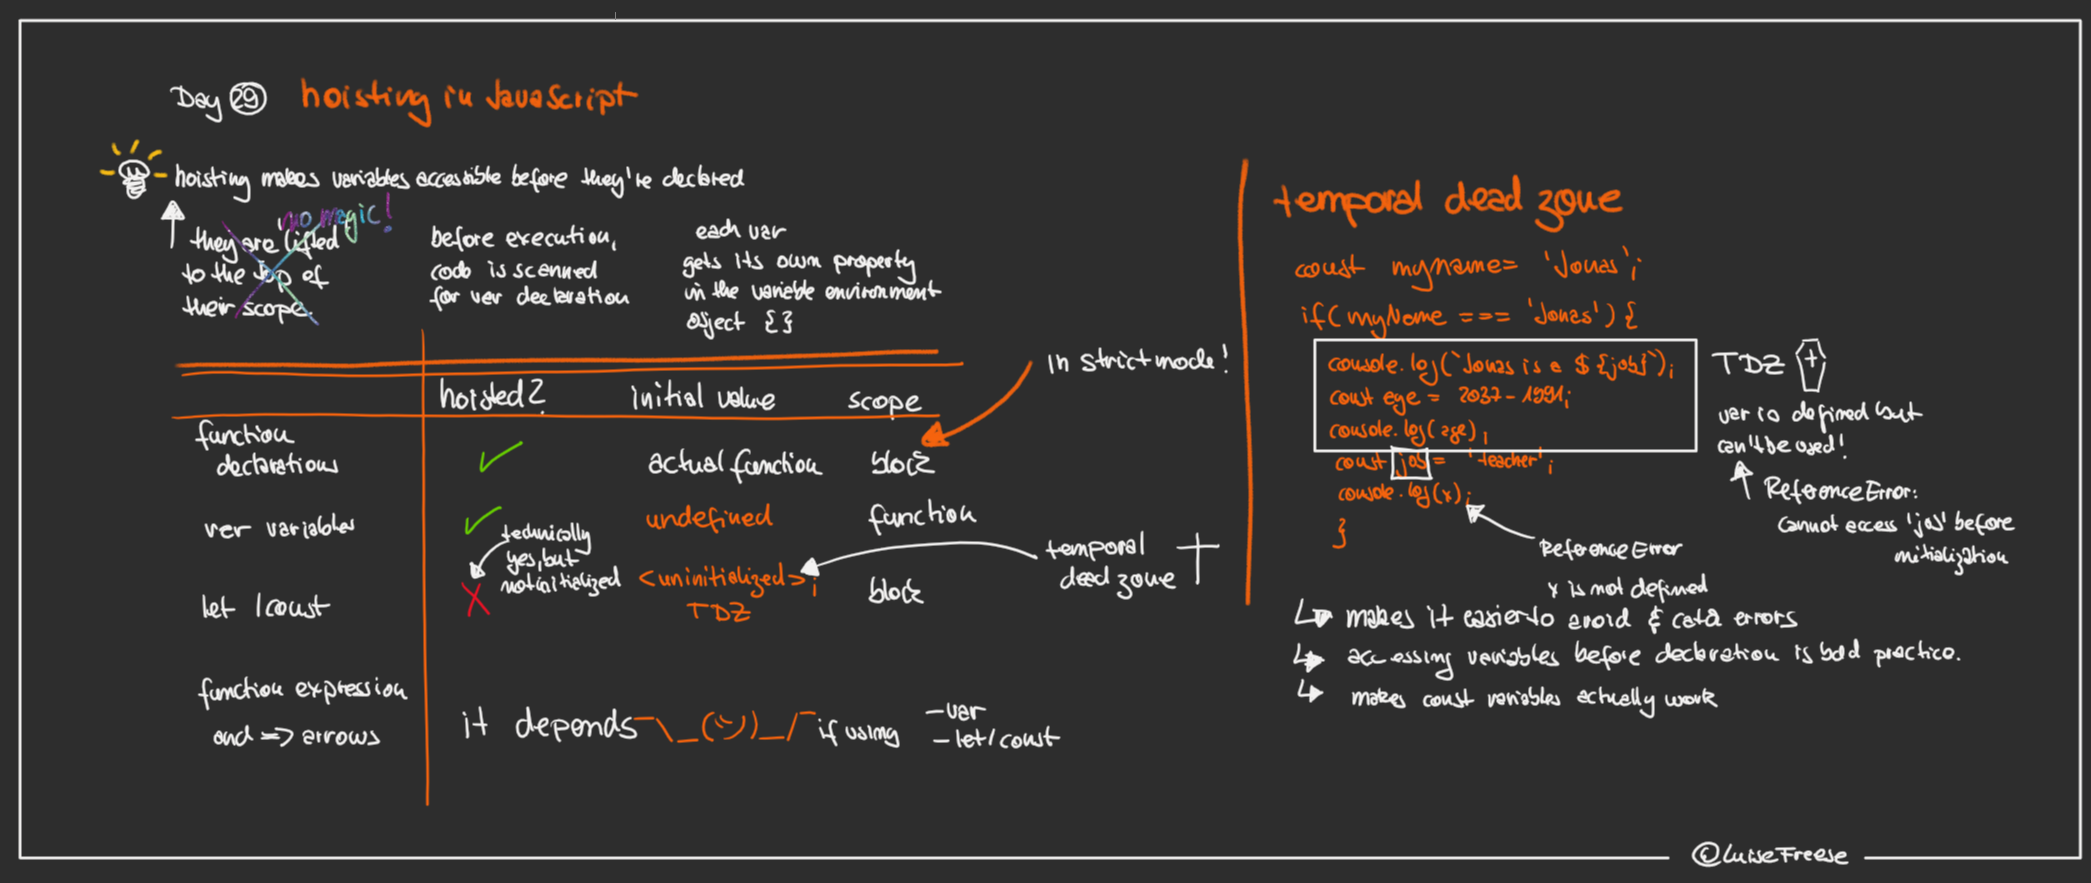 Day 29 hoisting in JavaScript
hoisting makes variables accessible before they're declared
no magic!
they are lifted
to the top of
their scope.
before execution,
code is scanned
for var declaration
each var
gets its own property
in the variable environment
object {}
in strict mode!
hoisted?
initial value
scope
function
declarations
actual function
block
var variables
undefined
function
technically
yes, but
not initialized
let / const
<uninitialized>;
TDZ
block
temporal
dead zone
function expression
and => arrows
it depends ¯\_(ツ)_/¯ if using
- var
- let/const
temporal dead zone
const myname= 'Jonas';
if(myName === 'Jonas') {
console.log(`Jonas is a ${job}`);
const age = 2037-1991;
console.log(age);
const job = 'teacher';
console.log(x);
}
TDZ
var is defined but
can't be used!
ReferenceError:
cannot access 'job' before
initialization
Reference Error
x is not defined
makes it easier to avoid & catch errors
accessing variables before declaration is bad practice.
makes const variables actually work
©LuiseFreese